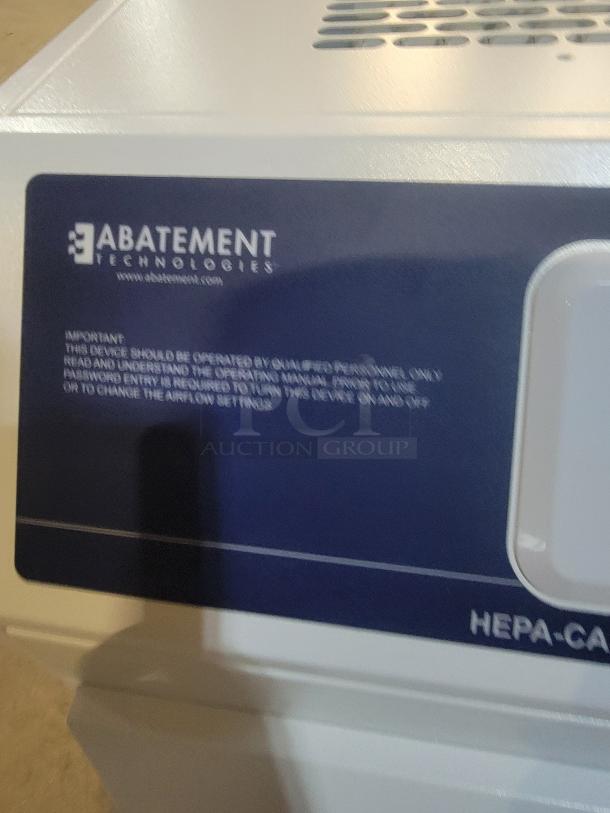 ABATEMENT
TECHNOLOGIES
www.abatement.com
IMPORTANT:
THIS DEVICE SHOULD BE OPERATED BY QUALIFIED PERSONNEL ONLY.
READ AND UNDERSTAND THE OPERATING MANUAL PRIOR TO USE.
PASSWORD ENTRY IS REQUIRED TO TURN THIS DEVICE ON AND OFF
OR TO CHANGE THE AIRFLOW SETTINGS.
PCI
AUCTION GROUP
HEPA-CA